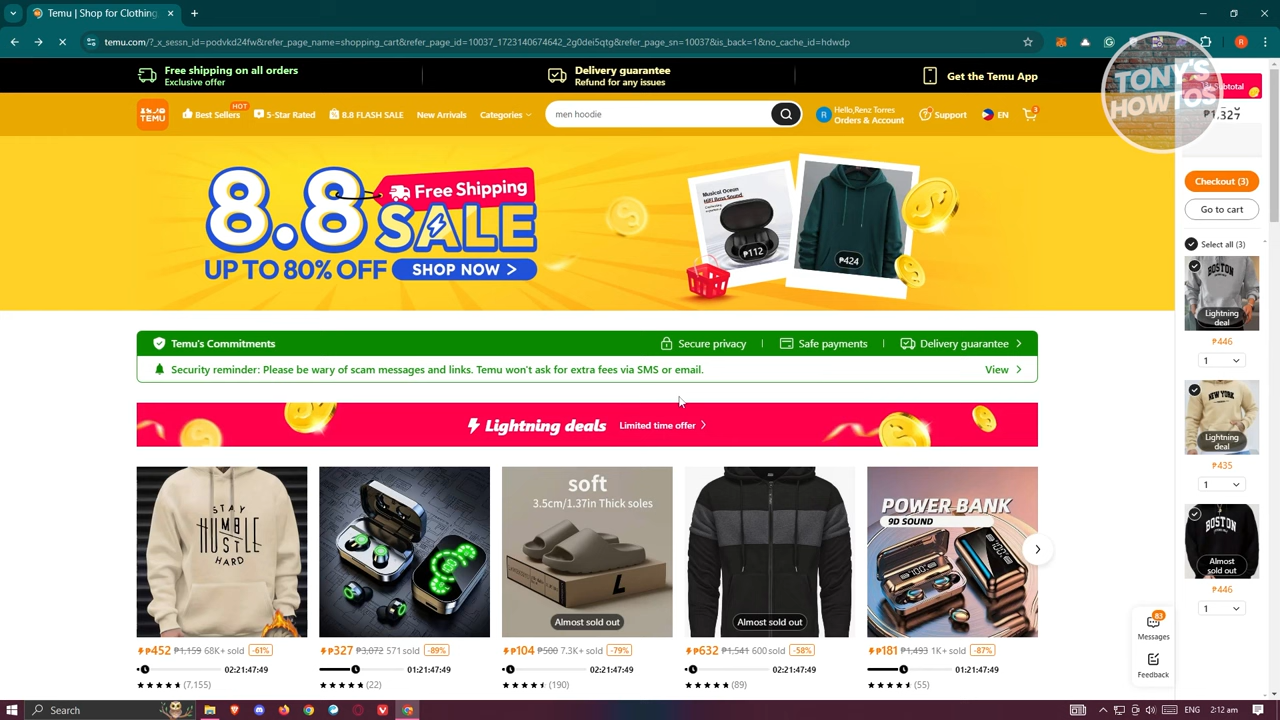 Temu | Shop for Clothing,
temu.com/?_x_sessn_id=podvkd24fw&refer_page_name=shopping_cart&refer_page_id=10037_1723140674642_2g0dei5qtg&refer_page_sn=10037&is_back=1&no_cache_id=hdwdp
R
Free shipping on all orders
Exclusive offer
Delivery guarantee
Refund for any issues
Get the Temu App
TONY'S
HOWTOS
Subtotal
₱1,327
TEMU
Best Sellers
HOT
5-Star Rated
8.8 FLASH SALE
New Arrivals
Categories
men hoodie
R
Hello, Renz Torres
Orders & Account
Support
EN
3
8.8
Free Shipping
SALE
UP TO 80% OFF
SHOP NOW >
Musical Ocean
HiFi Bass Sound
₱112
₱424
Checkout (3)
Go to cart
Select all (3)
BOSTON
Lightning
deal
₱446
1
NEW YORK
Lightning
deal
₱435
1
BOSTON
Almost
sold out
₱446
1
Temu's Commitments
Secure privacy
Safe payments
Delivery guarantee
Security reminder: Please be wary of scam messages and links. Temu won't ask for extra fees via SMS or email.
View
Lightning deals
Limited time offer
STAY
HUMBLE
HUSTLE
HARD
soft
3.5cm/1.37in Thick soles
L
Almost sold out
Almost sold out
POWER BANK
9D SOUND
₱452 ₱1,159 68K+ sold -61%
₱327 ₱3,072 571 sold -89%
₱104 ₱500 7.3K+ sold -79%
₱632 ₱1,541 600 sold -58%
₱181 ₱1,493 1K+ sold -87%
02:21:47:49
01:21:47:49
02:21:47:49
02:21:47:49
01:21:47:49
(7,155)
(22)
(190)
(89)
(55)
83
Messages
Feedback
Search
ENG
2:12 am